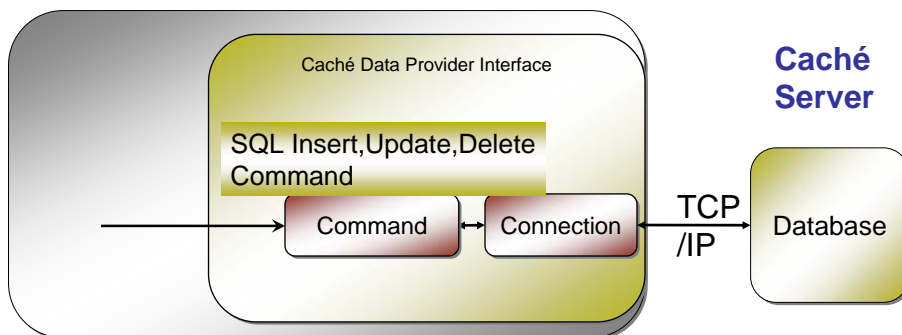 Caché Data Provider Interface
Caché
Server
SQL Insert,Update,Delete
Command
Command
Connection
TCP
/IP
Database